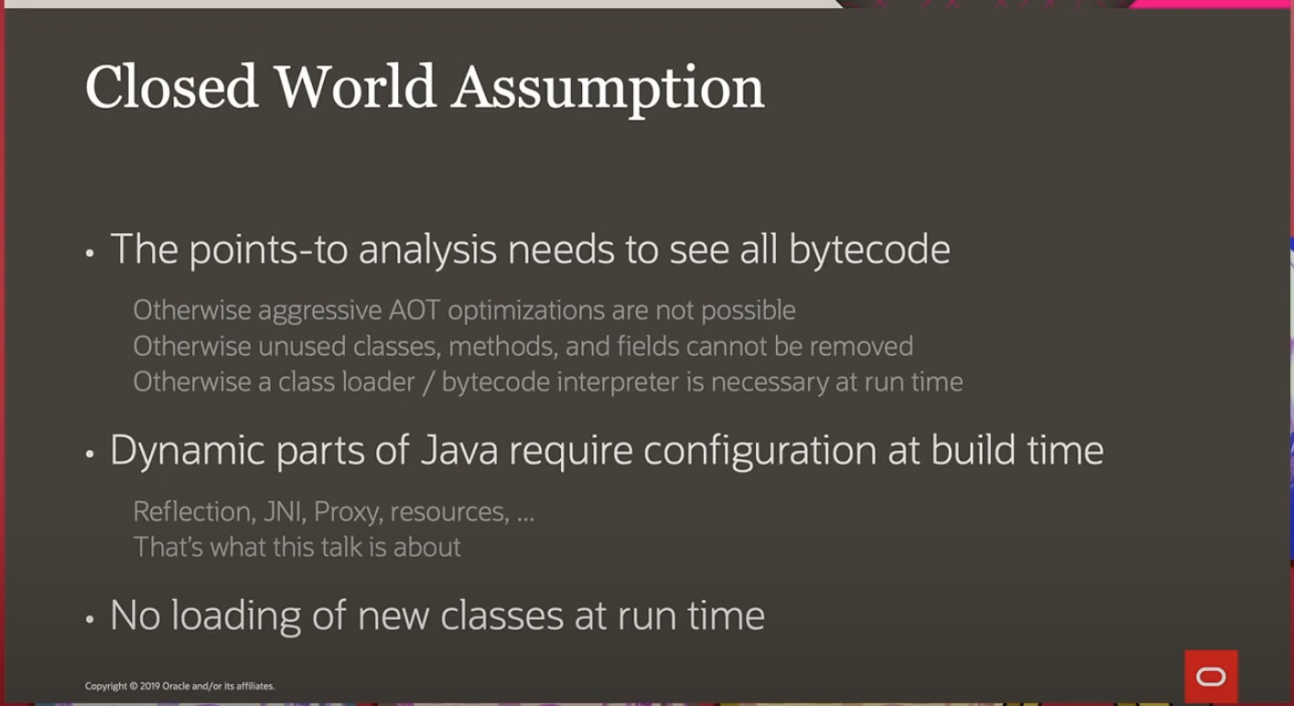 Closed World Assumption
• The points-to analysis needs to see all bytecode
Otherwise aggressive AOT optimizations are not possible
Otherwise unused classes, methods, and fields cannot be removed
Otherwise a class loader / bytecode interpreter is necessary at run time
• Dynamic parts of Java require configuration at build time
Reflection, JNI, Proxy, resources, ...
That's what this talk is about
• No loading of new classes at run time
Copyright © 2019 Oracle and/or its affiliates.